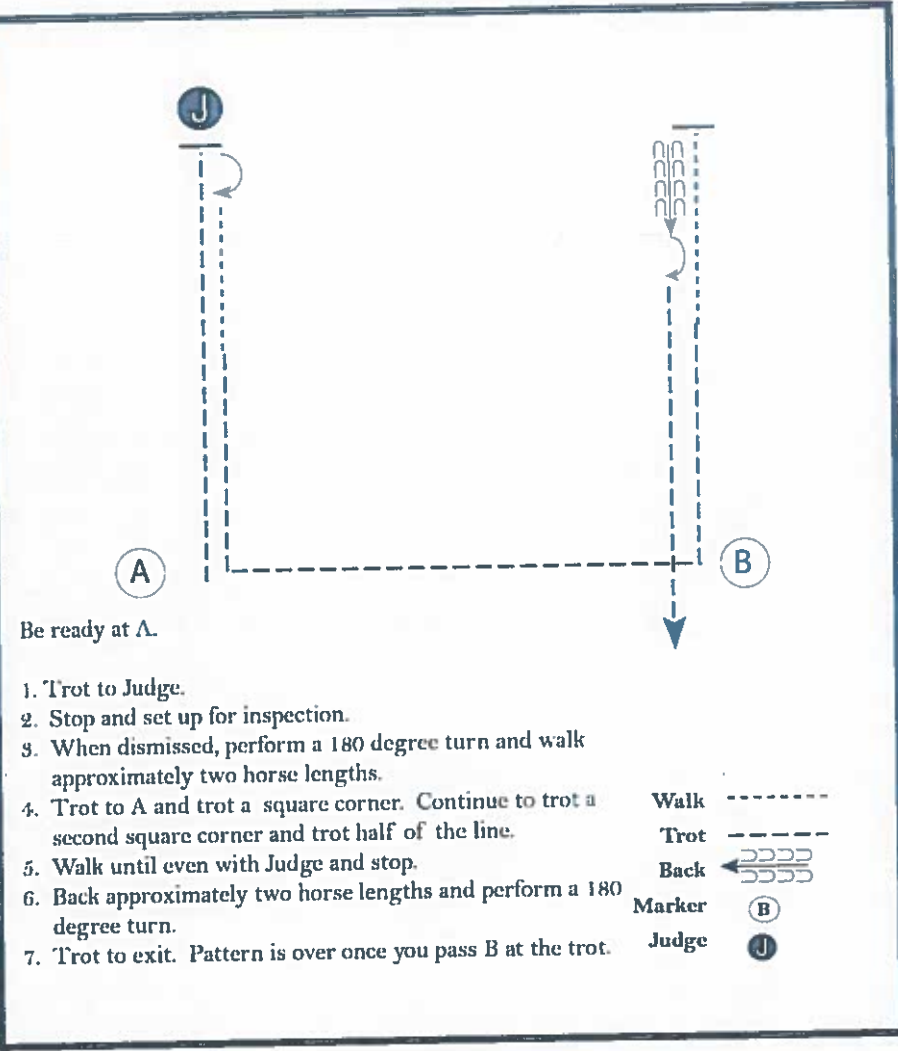 J
A
B
Be ready at A.
1. Trot to Judge.
2. Stop and set up for inspection.
3. When dismissed, perform a 180 degree turn and walk
approximately two horse lengths.
4. Trot to A and trot a square corner. Continue to trot a
second square corner and trot half of the line.
5. Walk until even with Judge and stop.
6. Back approximately two horse lengths and perform a 180
degree turn.
7. Trot to exit. Pattern is over once you pass B at the trot.
Walk
Trot
Back
Marker B
Judge J